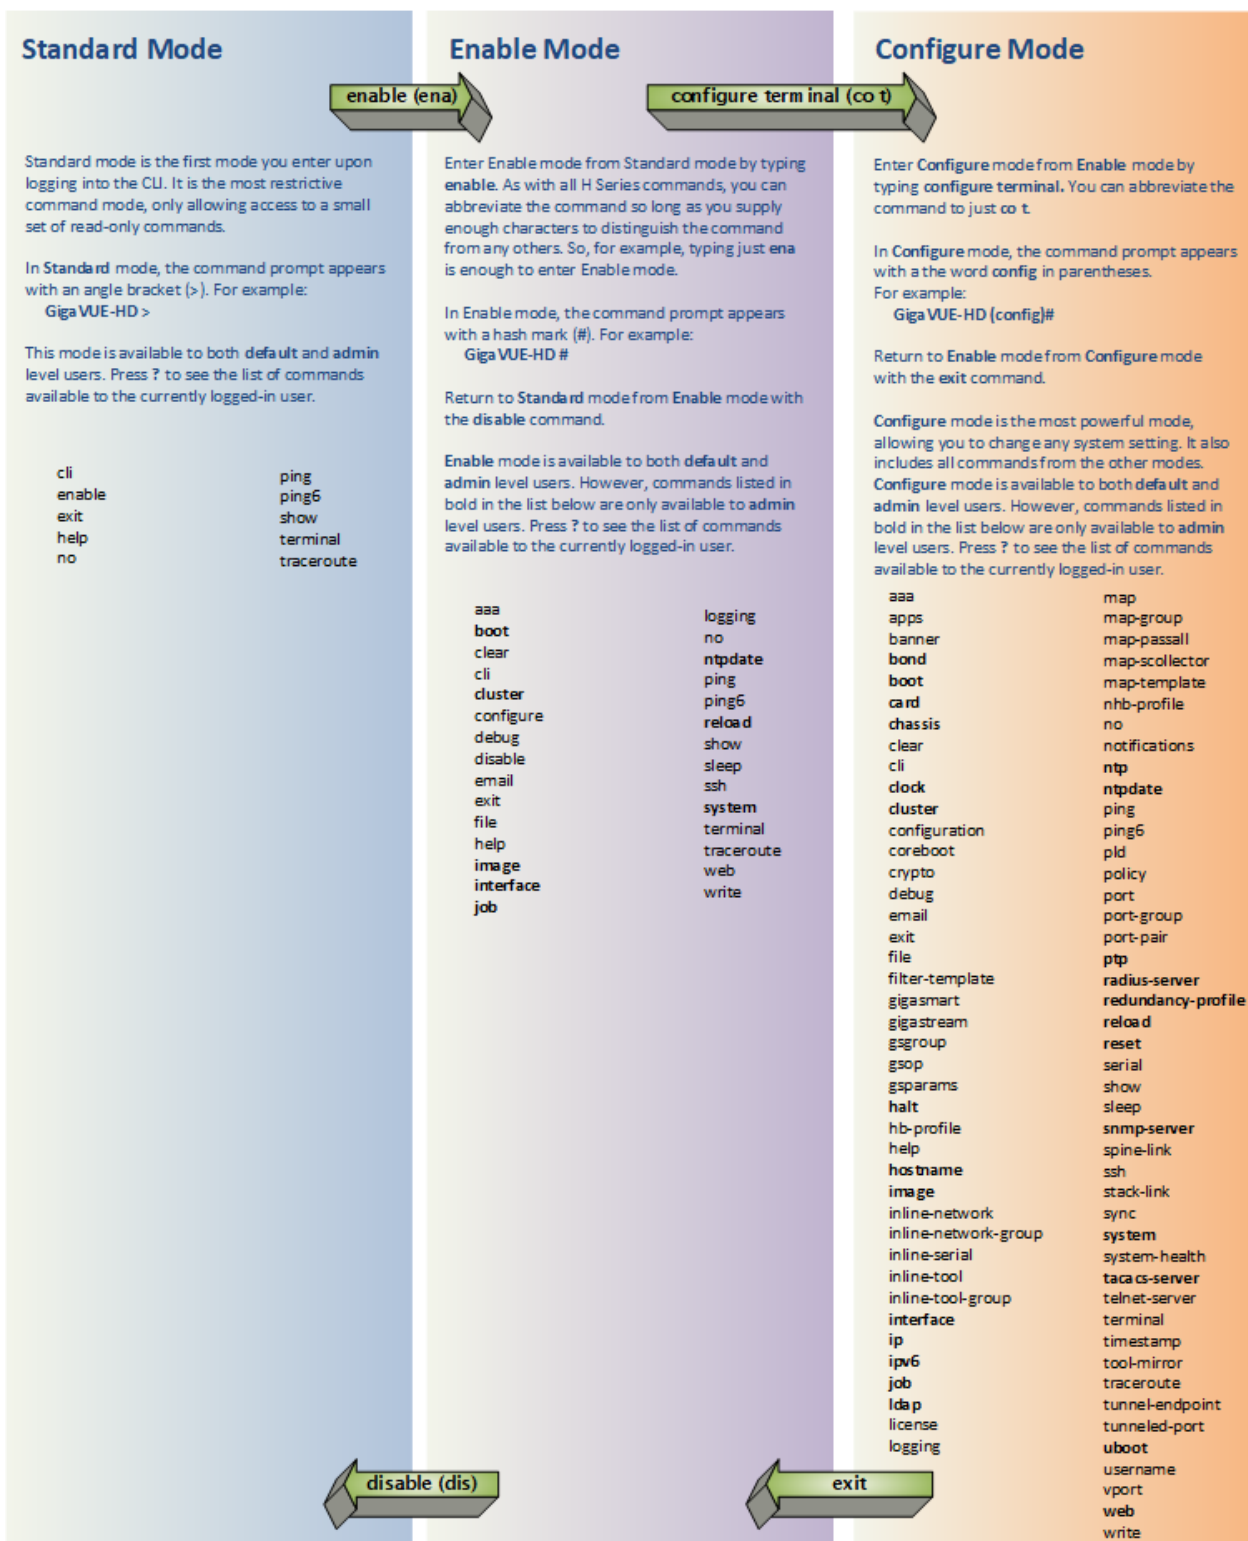 Standard Mode
enable (ena)
Standard mode is the first mode you enter upon
logging into the CLI. It is the most restrictive
command mode, only allowing access to a small
set of read-only commands.
In Standard mode, the command prompt appears
with an angle bracket (>). For example:
GigaVUE-HD >
This mode is available to both default and admin
level users. Press ? to see the list of commands
available to the currently logged-in user.
cli
enable
exit
help
no
ping
ping6
show
terminal
traceroute
disable (dis)
Enable Mode
configure terminal (co t)
Enter Enable mode from Standard mode by typing
enable. As with all H Series commands, you can
abbreviate the command so long as you supply
enough characters to distinguish the command
from any others. So, for example, typing just ena
is enough to enter Enable mode.
In Enable mode, the command prompt appears
with a hash mark (#). For example:
GigaVUE-HD #
Return to Standard mode from Enable mode with
the disable command.
Enable mode is available to both default and
admin level users. However, commands listed in
bold in the list below are only available to admin
level users. Press ? to see the list of commands
available to the currently logged-in user.
aaa
boot
clear
cli
cluster
configure
debug
disable
email
exit
file
help
image
interface
job
logging
no
ntpdate
ping
ping6
reload
show
sleep
ssh
system
terminal
traceroute
web
write
exit
Configure Mode
Enter Configure mode from Enable mode by
typing configure terminal. You can abbreviate the
command to just co t.
In Configure mode, the command prompt appears
with a the word config in parentheses.
For example:
GigaVUE-HD (config)#
Return to Enable mode from Configure mode
with the exit command.
Configure mode is the most powerful mode,
allowing you to change any system setting. It also
includes all commands from the other modes.
Configure mode is available to both default and
admin level users. However, commands listed in
bold in the list below are only available to admin
level users. Press ? to see the list of commands
available to the currently logged-in user.
aaa
apps
banner
bond
boot
card
chassis
clear
cli
clock
cluster
configuration
coreboot
crypto
debug
email
exit
file
filter-template
gigasmart
gigastream
gsgroup
gsop
gsparams
halt
hb-profile
help
hostname
image
inline-network
inline-network-group
inline-serial
inline-tool
inline-tool-group
interface
ip
ipv6
job
ldap
license
logging
map
map-group
map-passall
map-scollector
map-template
nhb-profile
no
notifications
ntp
ntpdate
ping
ping6
pld
policy
port
port-group
port-pair
ptp
radius-server
redundancy-profile
reload
reset
serial
show
sleep
snmp-server
spine-link
ssh
stack-link
sync
system
system-health
tacacs-server
telnet-server
terminal
timestamp
tool-mirror
traceroute
tunnel-endpoint
tunneled-port
uboot
username
vport
web
write